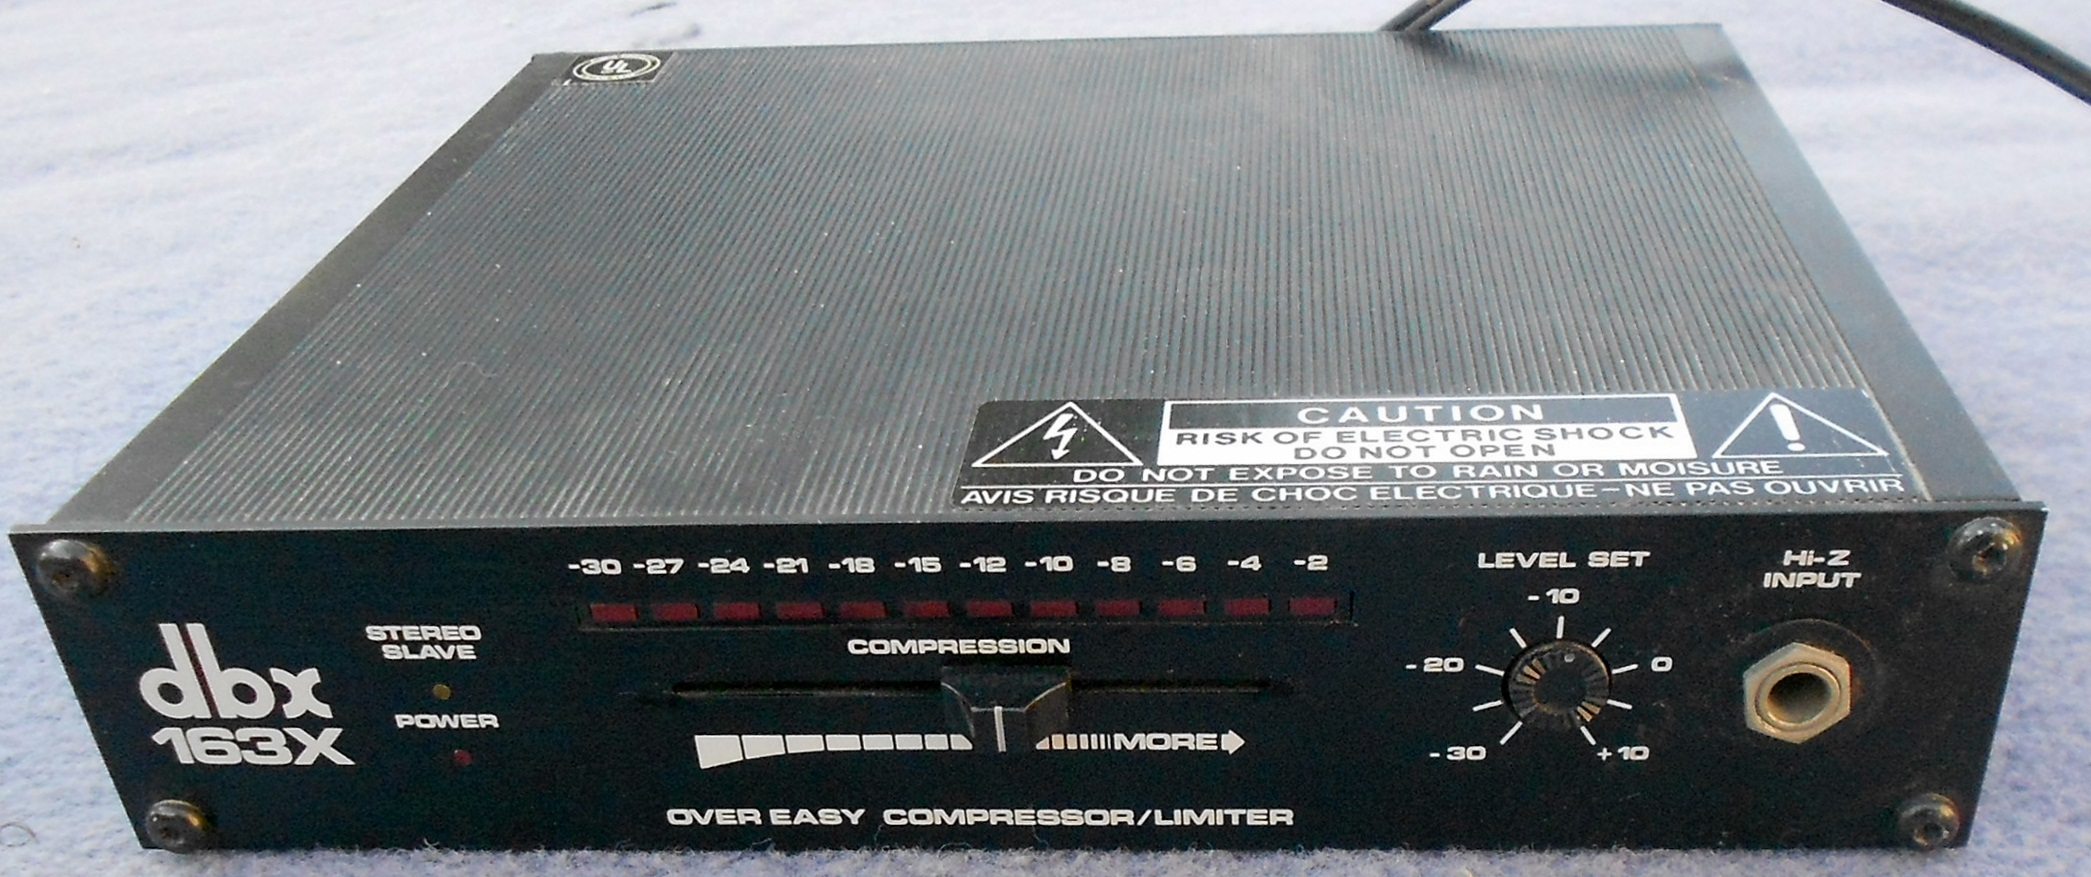 UL
CAUTION
RISK OF ELECTRIC SHOCK
DO NOT OPEN
DO NOT EXPOSE TO RAIN OR MOISURE
AVIS RISQUE DE CHOC ELECTRIQUE-NE PAS OUVRIR
-30 -27 -24 -21 -18 -15 -12 -10 -8 -6 -4 -2
STEREO
SLAVE
dbx
163X
POWER
COMPRESSION
MORE
OVER EASY COMPRESSOR/LIMITER
LEVEL SET
-10
-20 0
-30 +10
Hi-Z
INPUT